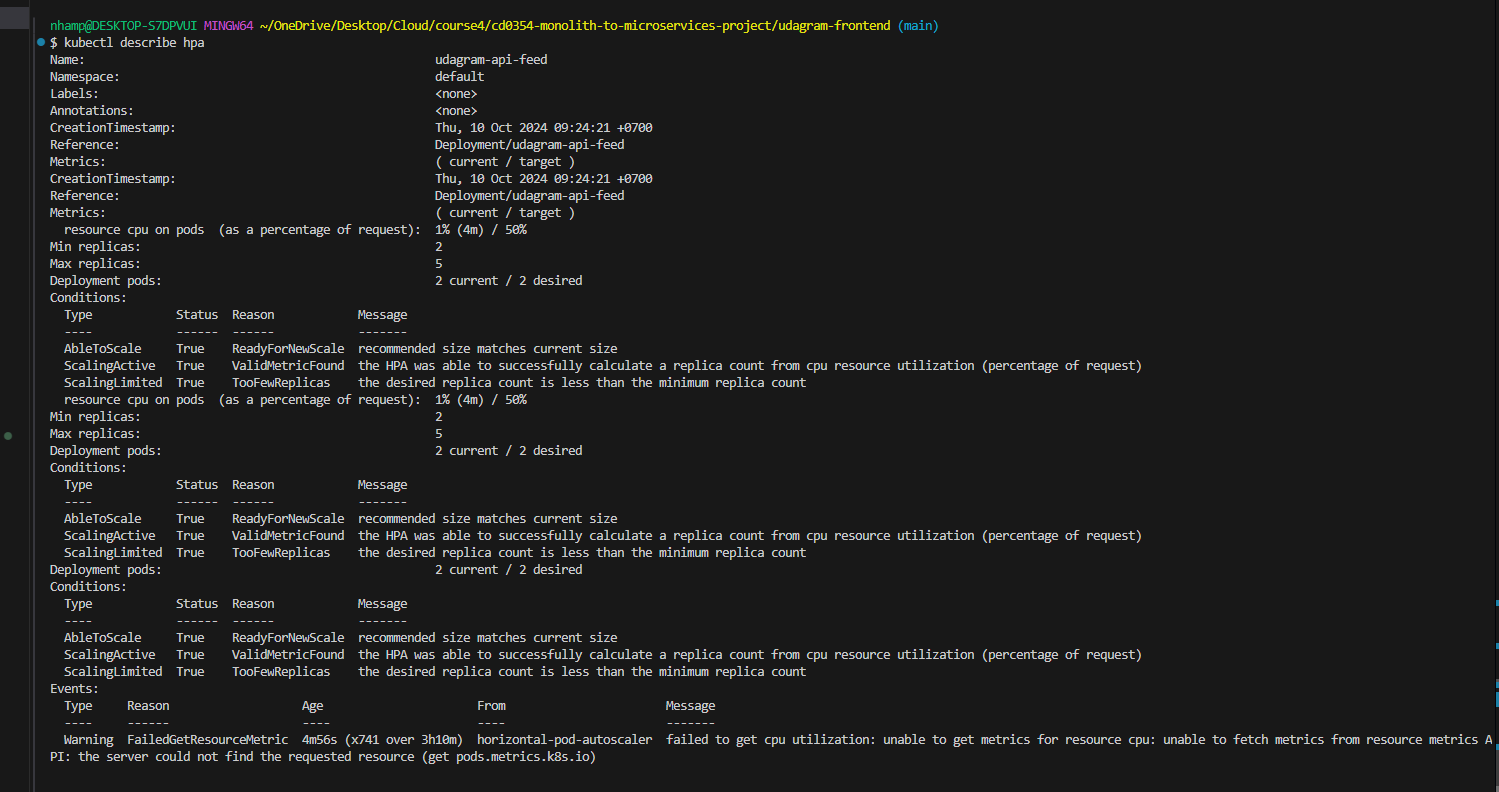 nhamp@DESKTOP-S7DPVUI MINGW64 ~/OneDrive/Desktop/Cloud/course4/cd0354-monolith-to-microservices-project/udagram-frontend (main)
$ kubectl describe hpa
Name: udagram-api-feed
Namespace: default
Labels: <none>
Annotations: <none>
CreationTimestamp: Thu, 10 Oct 2024 09:24:21 +0700
Reference: Deployment/udagram-api-feed
Metrics: ( current / target )
CreationTimestamp: Thu, 10 Oct 2024 09:24:21 +0700
Reference: Deployment/udagram-api-feed
Metrics: ( current / target )
resource cpu on pods (as a percentage of request): 1% (4m) / 50%
Min replicas: 2
Max replicas: 5
Deployment pods: 2 current / 2 desired
Conditions:
Type Status Reason Message
---- ------ ------ -------
AbleToScale True ReadyForNewScale recommended size matches current size
ScalingActive True ValidMetricFound the HPA was able to successfully calculate a replica count from cpu resource utilization (percentage of request)
ScalingLimited True TooFewReplicas the desired replica count is less than the minimum replica count
resource cpu on pods (as a percentage of request): 1% (4m) / 50%
Min replicas: 2
Max replicas: 5
Deployment pods: 2 current / 2 desired
Conditions:
Type Status Reason Message
---- ------ ------ -------
AbleToScale True ReadyForNewScale recommended size matches current size
ScalingActive True ValidMetricFound the HPA was able to successfully calculate a replica count from cpu resource utilization (percentage of request)
ScalingLimited True TooFewReplicas the desired replica count is less than the minimum replica count
Deployment pods: 2 current / 2 desired
Conditions:
Type Status Reason Message
---- ------ ------ -------
AbleToScale True ReadyForNewScale recommended size matches current size
ScalingActive True ValidMetricFound the HPA was able to successfully calculate a replica count from cpu resource utilization (percentage of request)
ScalingLimited True TooFewReplicas the desired replica count is less than the minimum replica count
Events:
Type Reason Age From Message
---- ------ ---- ---- -------
Warning FailedGetResourceMetric 4m56s (x741 over 3h10m) horizontal-pod-autoscaler failed to get cpu utilization: unable to get metrics for resource cpu: unable to fetch metrics from resource metrics A
PI: the server could not find the requested resource (get pods.metrics.k8s.io)